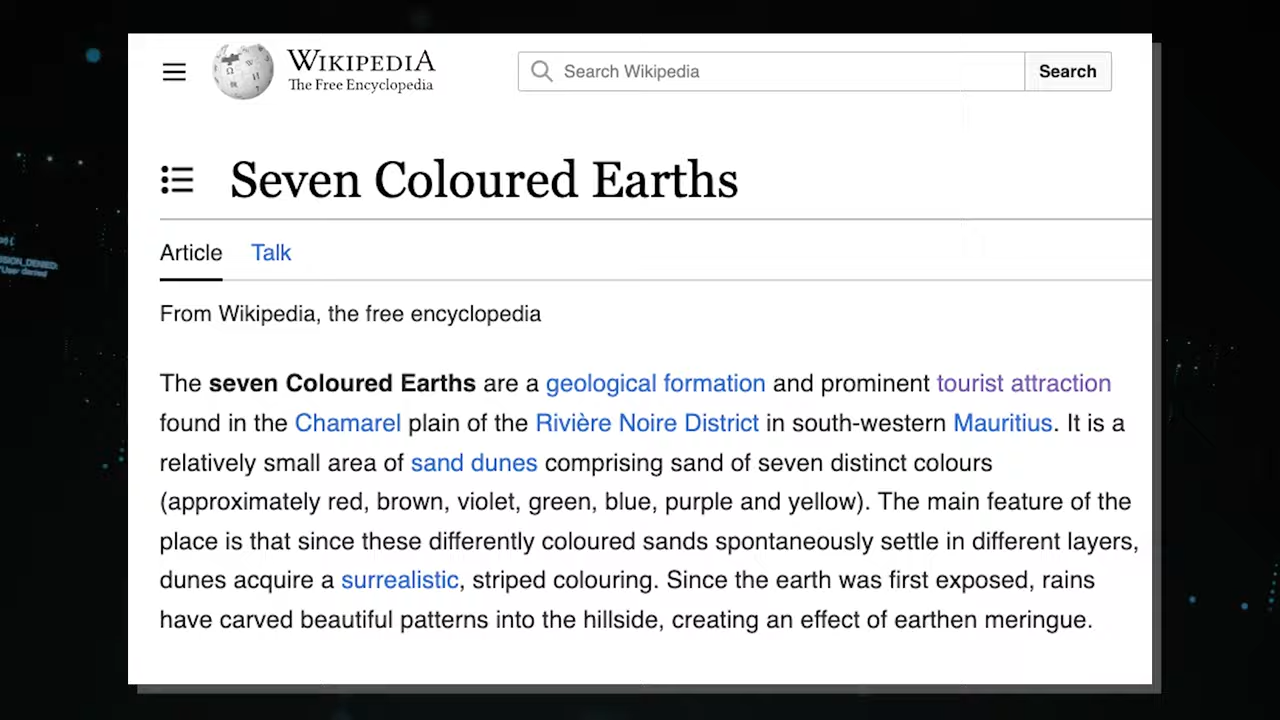 WIKIPEDIA
The Free Encyclopedia
Search Wikipedia
Search
Seven Coloured Earths
Article Talk
From Wikipedia, the free encyclopedia
The seven Coloured Earths are a geological formation and prominent tourist attraction
found in the Chamarel plain of the Rivière Noire District in south-western Mauritius. It is a
relatively small area of sand dunes comprising sand of seven distinct colours
(approximately red, brown, violet, green, blue, purple and yellow). The main feature of the
place is that since these differently coloured sands spontaneously settle in different layers,
dunes acquire a surrealistic, striped colouring. Since the earth was first exposed, rains
have carved beautiful patterns into the hillside, creating an effect of earthen meringue.